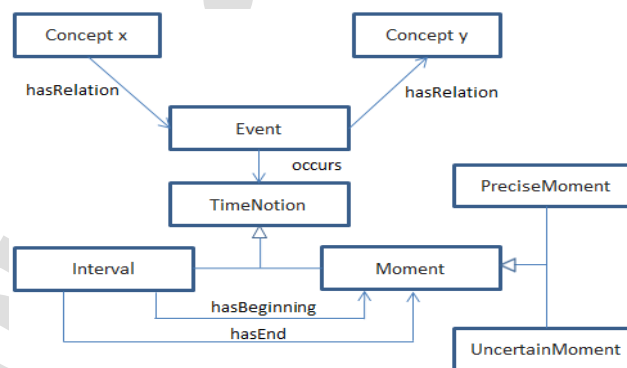 Concept x
Concept y
hasRelation
hasRelation
Event
occurs
TimeNotion
PreciseMoment
Interval
Moment
hasBeginning
hasEnd
UncertainMoment